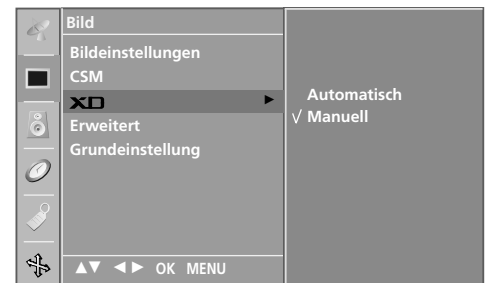 Bild
Bildeinstellungen
CSM
XD ►
Erweitert
Grundeinstellung
Automatisch
√ Manuell
▲▼ ◄► OK MENU